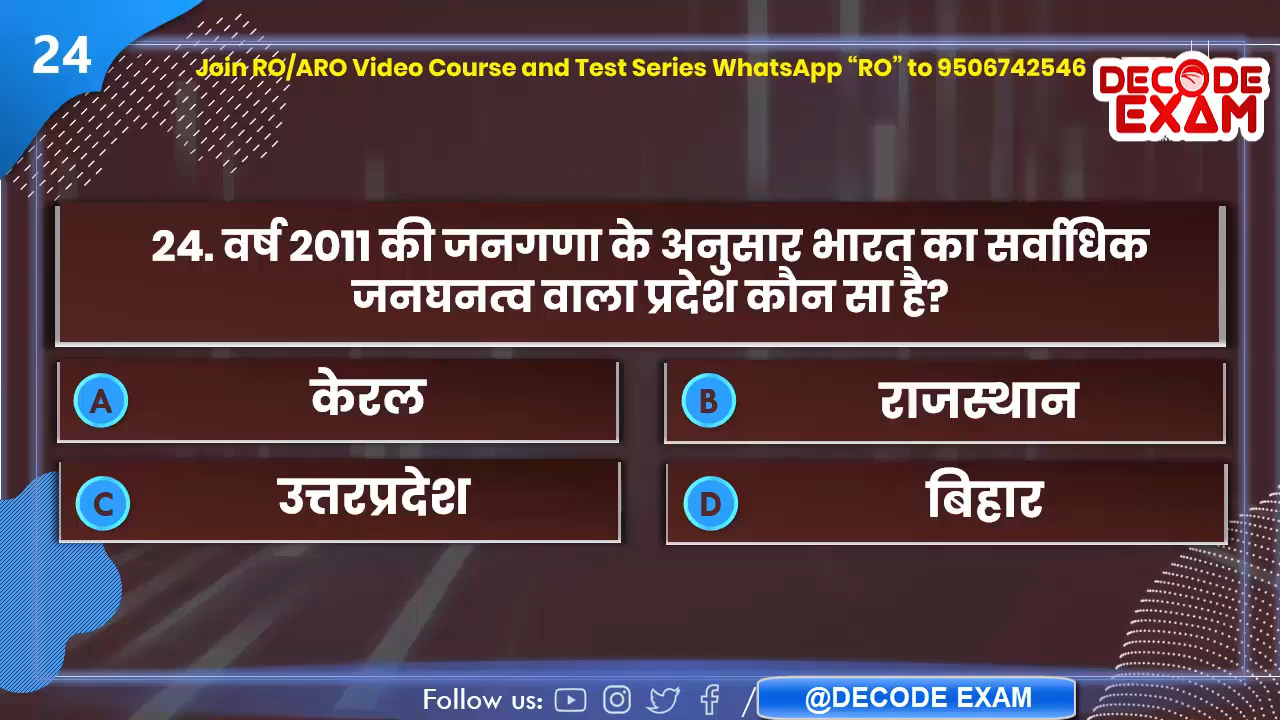 24
Join RO/ARO Video Course and Test Series WhatsApp “RO” to 9506742546
DECODE
EXAM
24. वर्ष 2011 की जनगणा के अनुसार भारत का सर्वाधिक
जनघनत्व वाला प्रदेश कौन सा है?
A केरल
B राजस्थान
C उत्तरप्रदेश
D बिहार
Follow us: / @DECODE EXAM